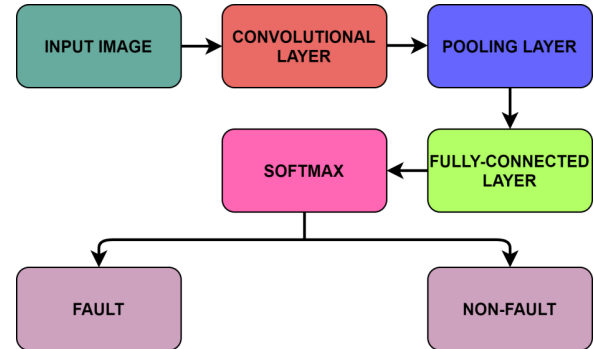 INPUT IMAGE
CONVOLUTIONAL
LAYER
POOLING LAYER
FULLY-CONNECTED
LAYER
SOFTMAX
FAULT
NON-FAULT